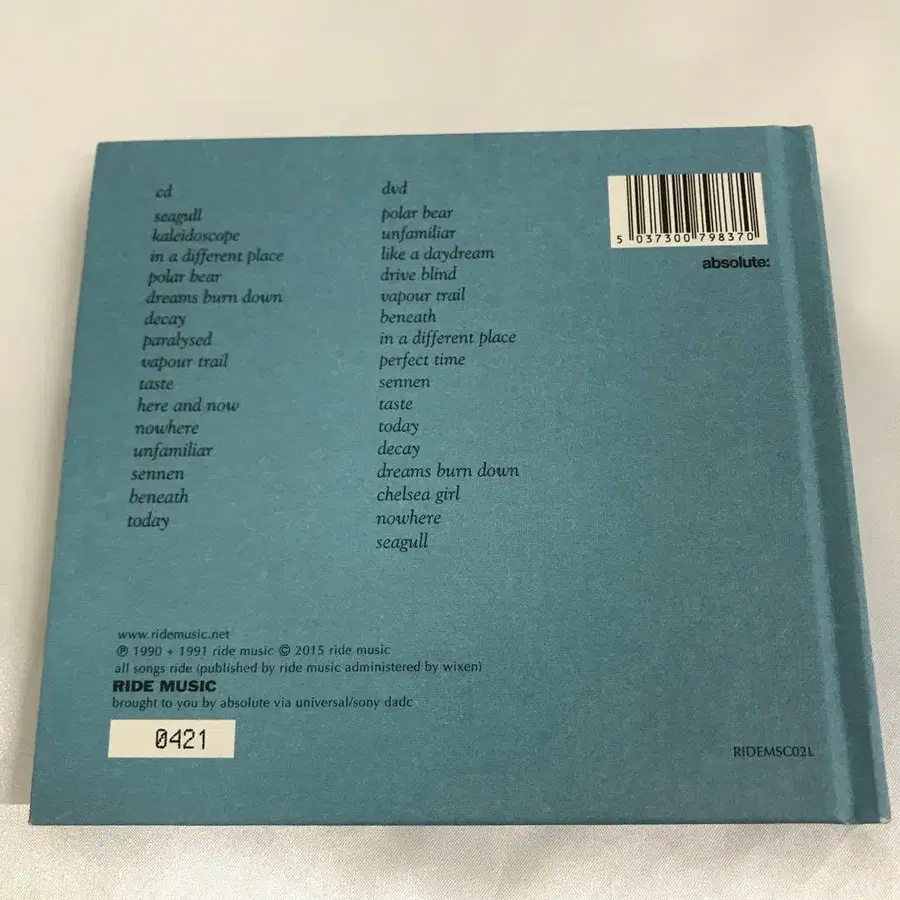 cd
seagull
kaleidoscope
in a different place
polar bear
dreams burn down
decay
paralysed
vapour trail
taste
here and now
nowhere
unfamiliar
sennen
beneath
today
dvd
polar bear
unfamiliar
like a daydream
drive blind
vapour trail
beneath
in a different place
perfect time
sennen
taste
today
decay
dreams burn down
chelsea girl
nowhere
seagull
5 037300 798370
absolute:
www.ridemusic.net
℗ 1990 + 1991 ride music © 2015 ride music
all songs ride (published by ride music administered by wixen)
RIDE MUSIC
brought to you by absolute via universal/sony dadc
0421
RIDEMSC02L